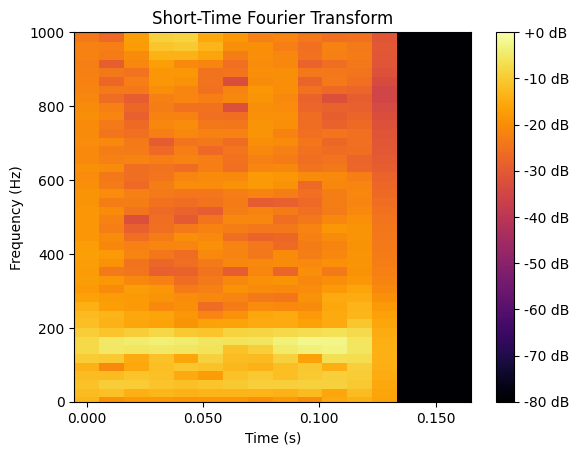 Short-Time Fourier Transform
1000
800
600
400
200
0
Frequency (Hz)
0.000
0.050
0.100
0.150
Time (s)
+0 dB
-10 dB
-20 dB
-30 dB
-40 dB
-50 dB
-60 dB
-70 dB
-80 dB